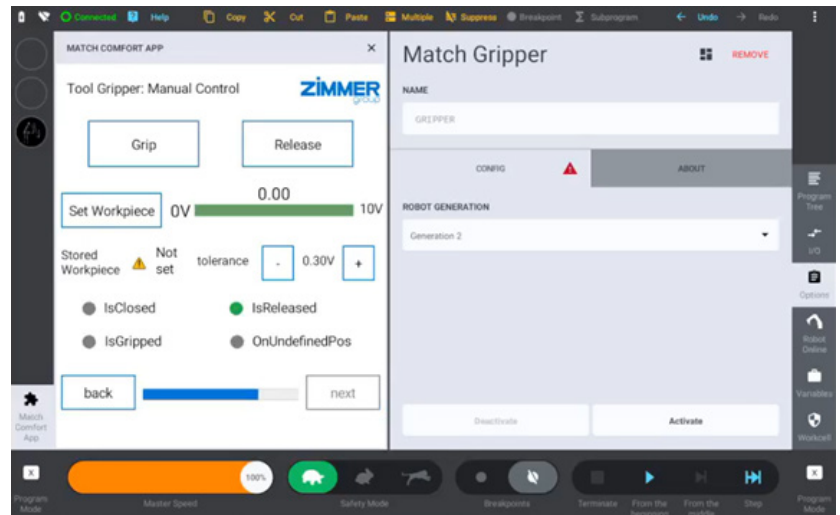 Connected Help Copy Cut Paste Multiple Suppress Breakpoint Subprogram Undo Redo
MATCH COMFORT APP
Tool Gripper: Manual Control
ZIMMER
group
Grip
Release
Set Workpiece
0V
0.00
10V
Stored
Workpiece
Not
set
tolerance
-
0.30V
+
IsClosed
IsReleased
IsGripped
OnUndefinedPos
back
next
Match Gripper
REMOVE
NAME
GRIPPER
CONFIG
ABOUT
ROBOT GENERATION
Generation 2
Deactivate
Activate
Program
Tree
I/O
Options
Robot
Online
Variables
Workcell
Match
Comfort
App
X
Program
Mode
100%
Master Speed
Safety Mode
Breakpoints
Terminate
From the
beginning
From the
middle
Step
X
Program
Mode